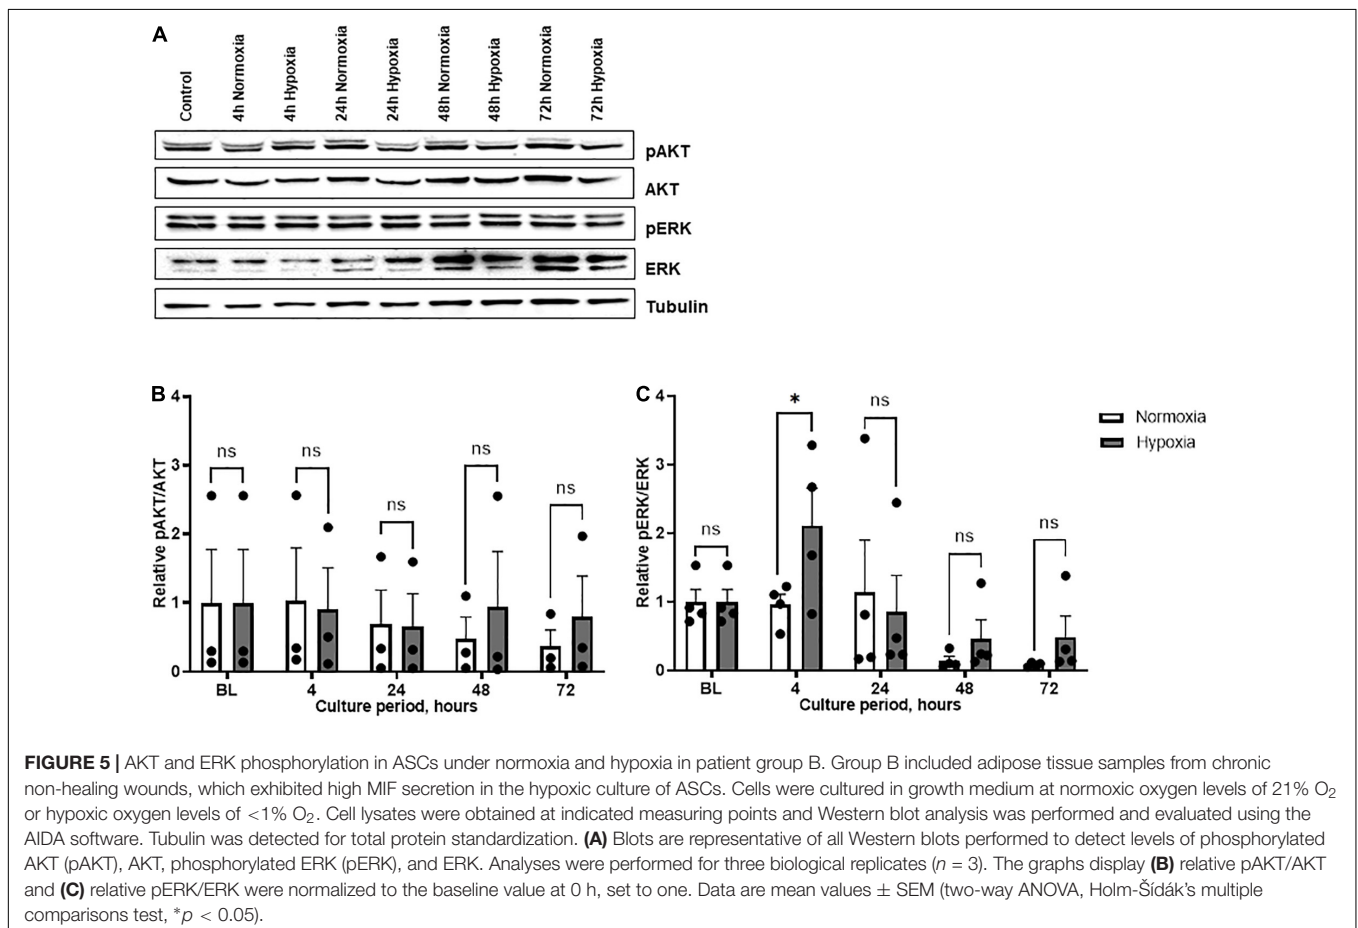 A
Control
4h Normoxia
4h Hypoxia
24h Normoxia
24h Hypoxia
48h Normoxia
48h Hypoxia
72h Normoxia
72h Hypoxia
pAKT
AKT
pERK
ERK
Tubulin
B
Relative pAKT/AKT
4
3
2
1
0
ns
ns
ns
ns
ns
BL
4
24
48
72
Culture period, hours
C
Relative pERK/ERK
4
3
2
1
0
ns
*
ns
ns
ns
BL
4
24
48
72
Culture period, hours
Normoxia
Hypoxia
FIGURE 5 | AKT and ERK phosphorylation in ASCs under normoxia and hypoxia in patient group B. Group B included adipose tissue samples from chronic
non-healing wounds, which exhibited high MIF secretion in the hypoxic culture of ASCs. Cells were cultured in growth medium at normoxic oxygen levels of 21% O₂
or hypoxic oxygen levels of <1% O₂. Cell lysates were obtained at indicated measuring points and Western blot analysis was performed and evaluated using the
AIDA software. Tubulin was detected for total protein standardization. (A) Blots are representative of all Western blots performed to detect levels of phosphorylated
AKT (pAKT), AKT, phosphorylated ERK (pERK), and ERK. Analyses were performed for three biological replicates (n = 3). The graphs display (B) relative pAKT/AKT
and (C) relative pERK/ERK were normalized to the baseline value at 0 h, set to one. Data are mean values ± SEM (two-way ANOVA, Holm-Šídák's multiple
comparisons test, *p < 0.05).